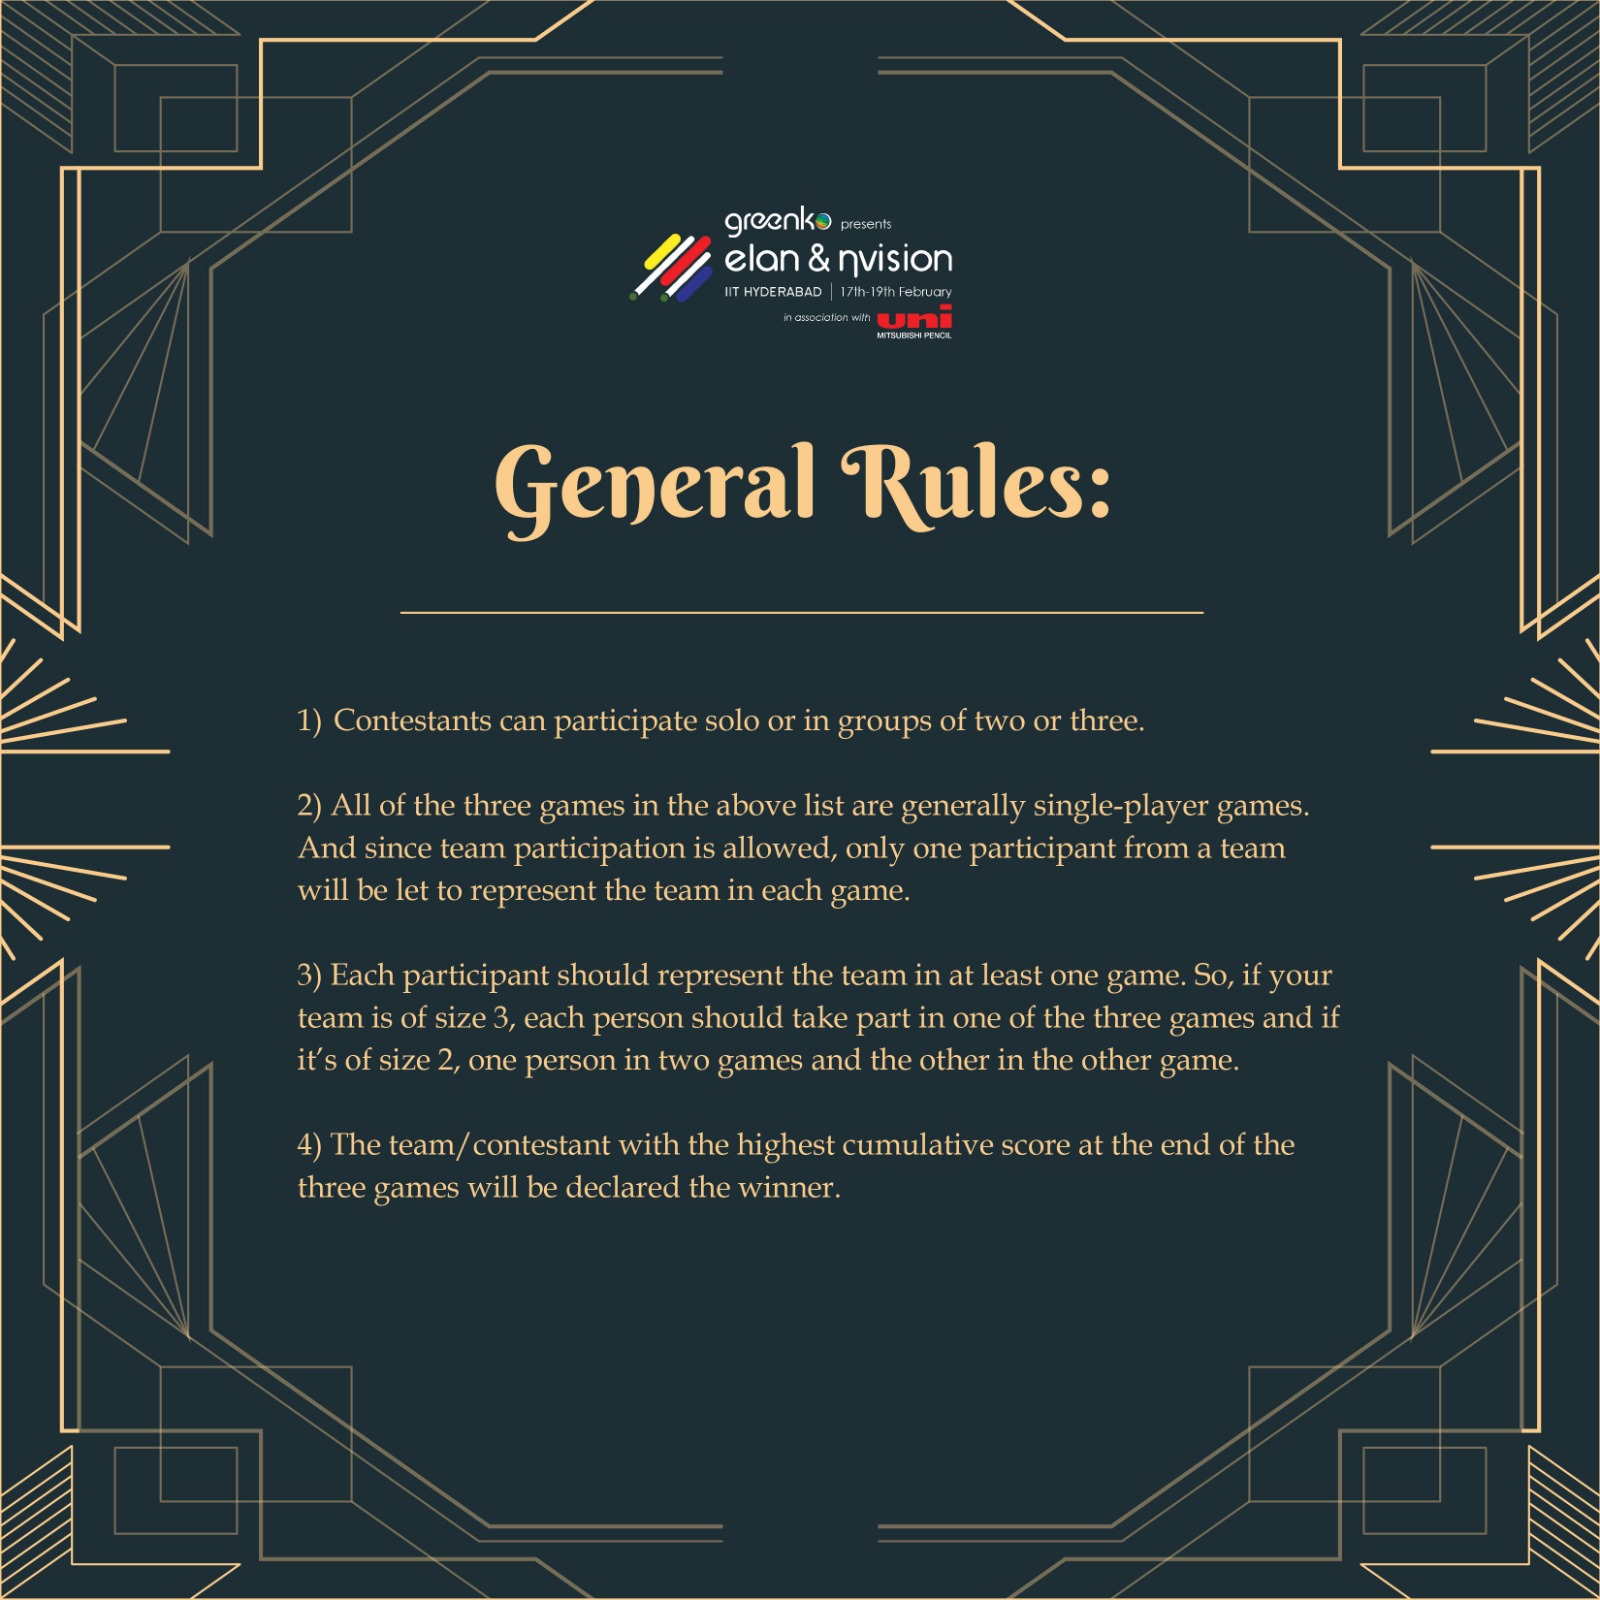 greenko presents
elan & ηvision
IIT HYDERABAD | 17th-19th February
in association with uni
MITSUBISHI PENCIL
General Rules:
1) Contestants can participate solo or in groups of two or three.
2) All of the three games in the above list are generally single-player games.
And since team participation is allowed, only one participant from a team
will be let to represent the team in each game.
3) Each participant should represent the team in at least one game. So, if your
team is of size 3, each person should take part in one of the three games and if
it’s of size 2, one person in two games and the other in the other game.
4) The team/contestant with the highest cumulative score at the end of the
three games will be declared the winner.